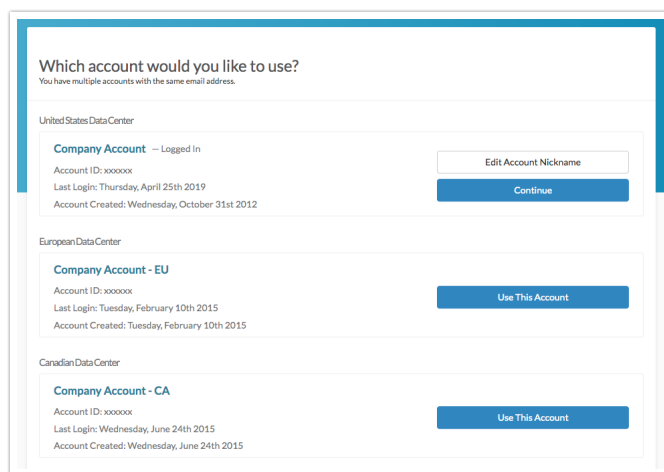 Which account would you like to use?
You have multiple accounts with the same email address.
United States Data Center
Company Account — Logged In
Account ID: xxxxxx
Last Login: Thursday, April 25th 2019
Account Created: Wednesday, October 31st 2012
Edit Account Nickname
Continue
European Data Center
Company Account - EU
Account ID: xxxxxx
Last Login: Tuesday, February 10th 2015
Account Created: Tuesday, February 10th 2015
Use This Account
Canadian Data Center
Company Account - CA
Account ID: xxxxxx
Last Login: Wednesday, June 24th 2015
Account Created: Wednesday, June 24th 2015
Use This Account